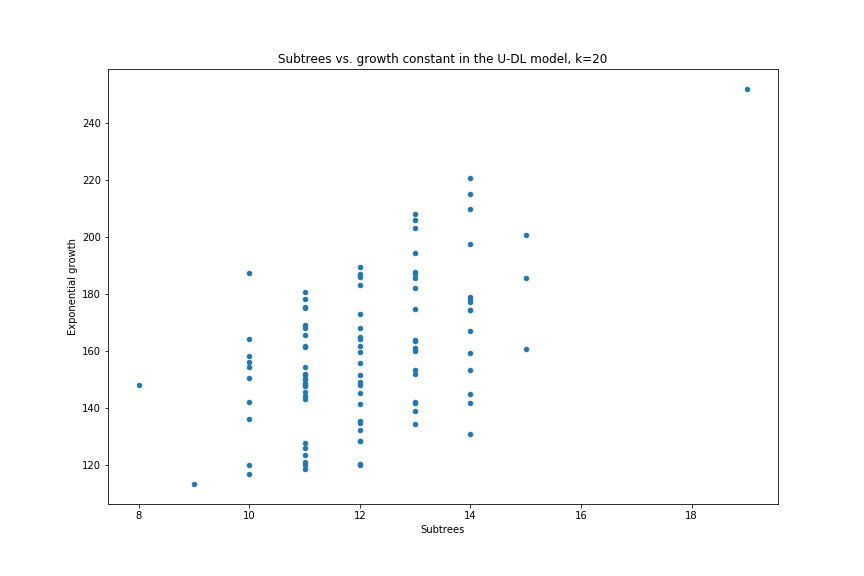 Subtrees vs. growth constant in the U-DL model, k=20
Exponential growth
240
220
200
180
160
140
120
8 10 12 14 16 18
Subtrees